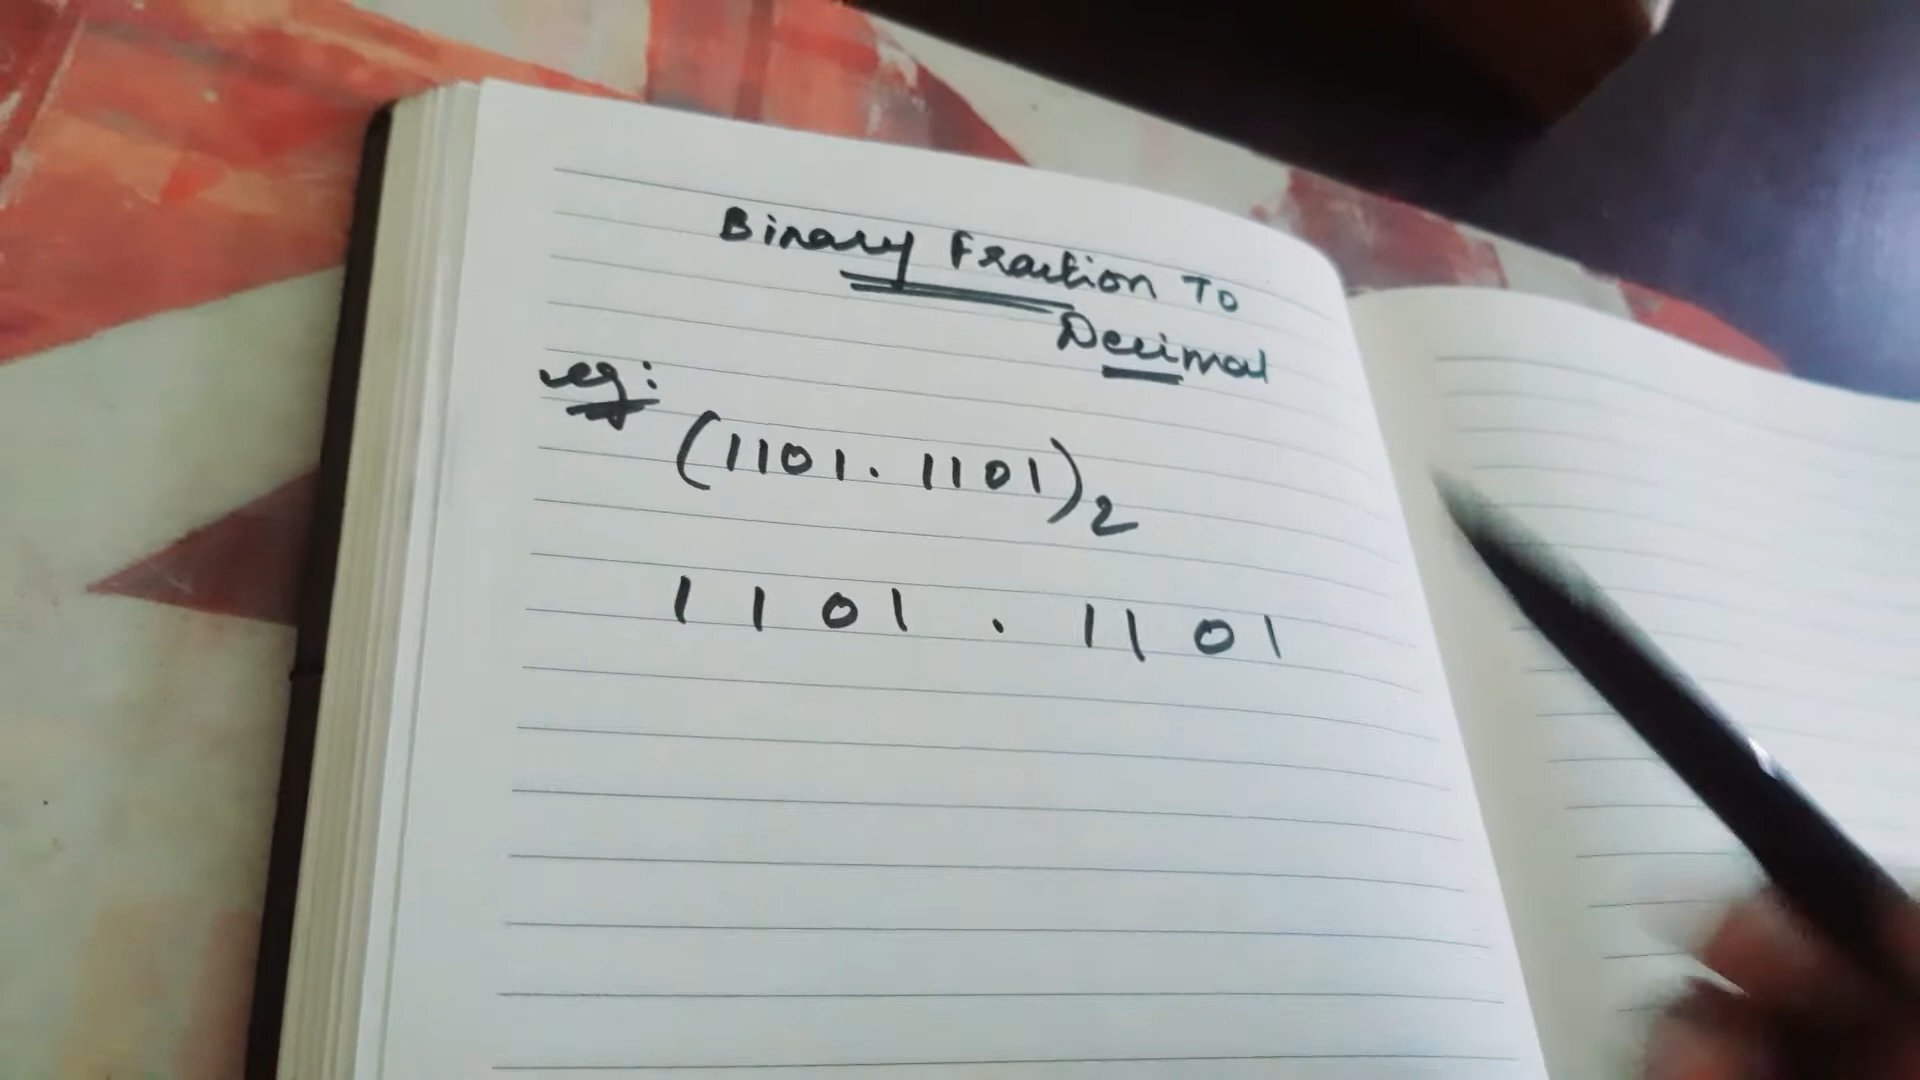 Binary Fraction To
Decimal
eg:
(1101.1101)2
1101.1101